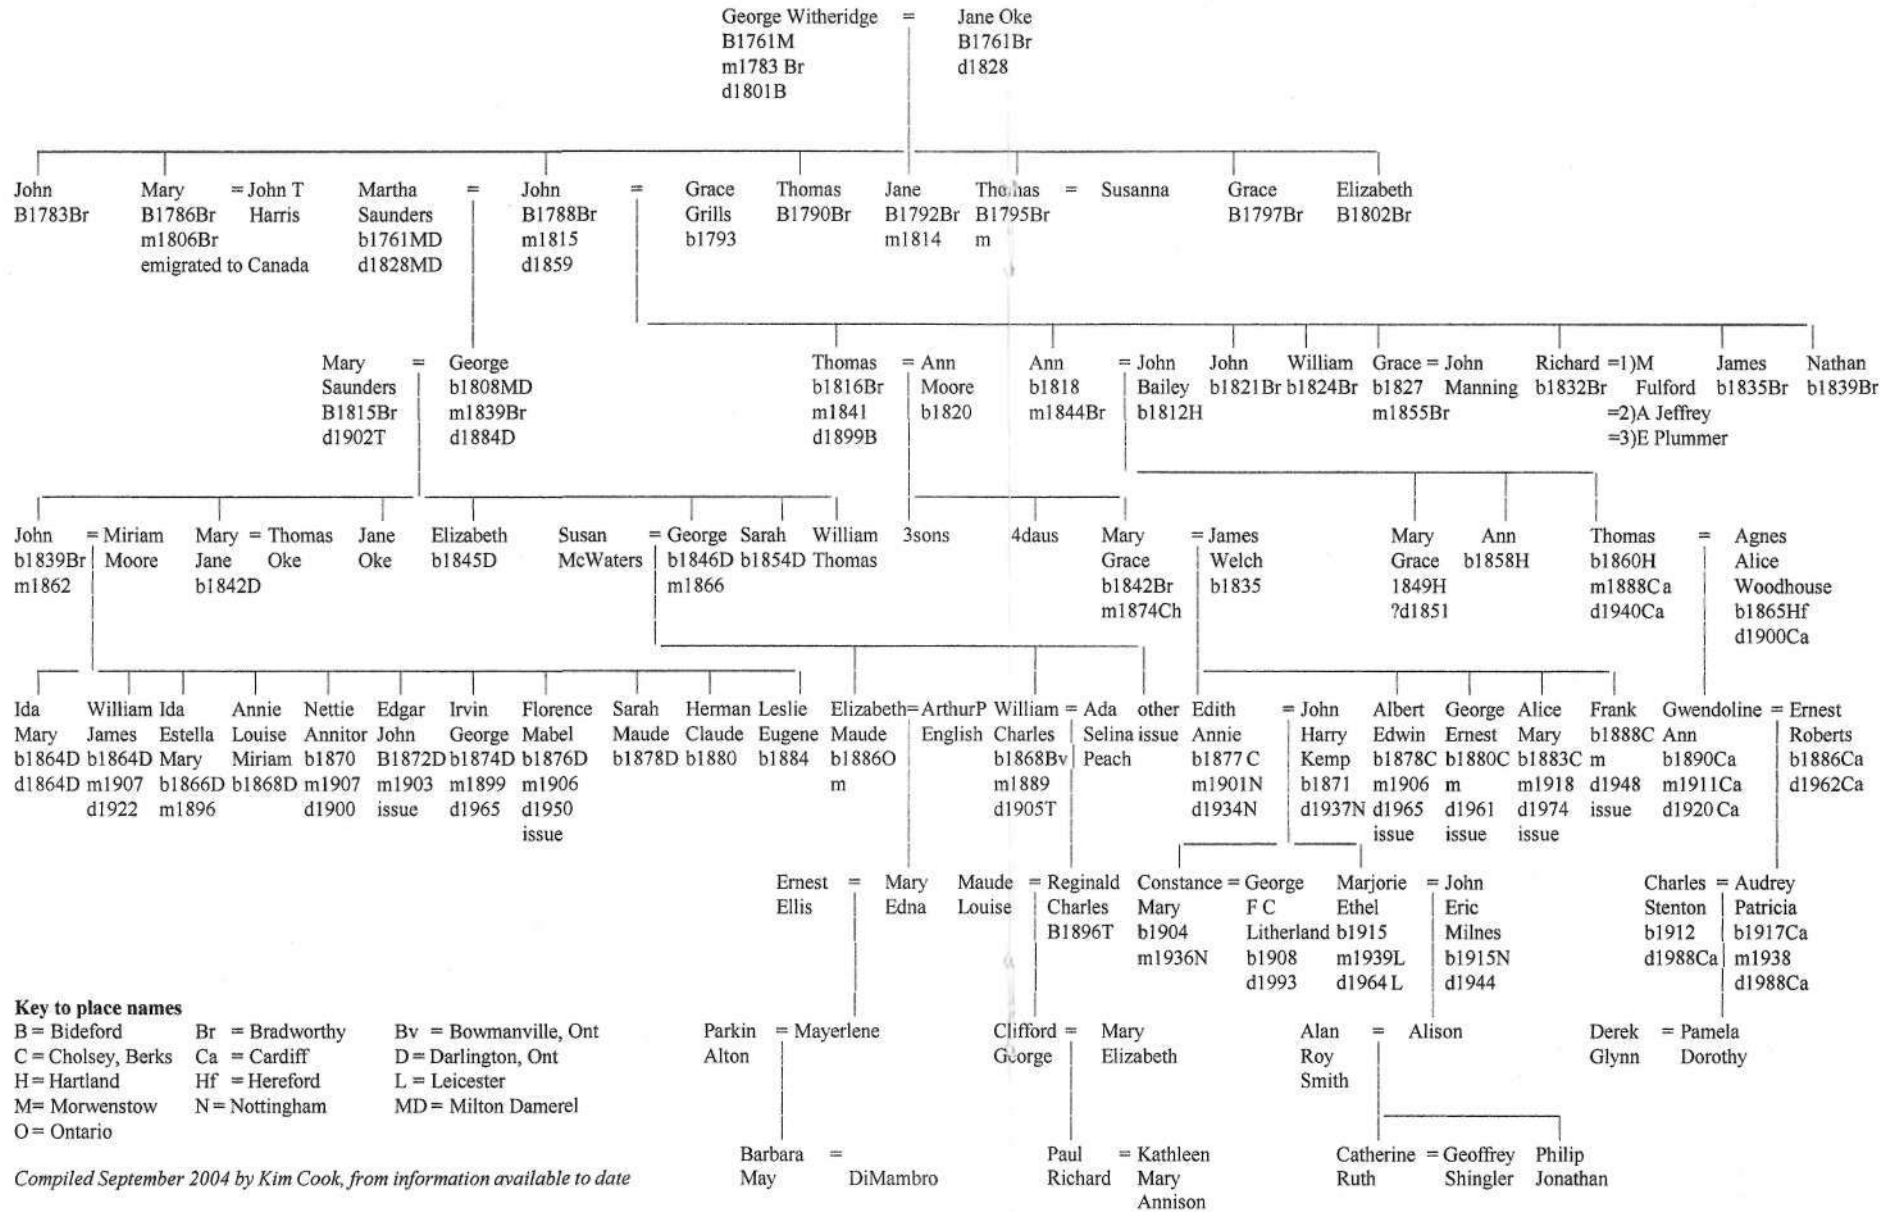 George Witheridge = Jane Oke
B1761M B1761Br
m1783 Br d1828
d1801B
John Mary = John T Martha = John = Grace Thomas Jane Thomas = Susanna Grace Elizabeth
B1783Br B1786Br Harris Saunders B1788Br Grills B1790Br B1792Br B1795Br B1797Br B1802Br
m1806Br b1761MD m1815 b1793 m1814 m
emigrated to Canada d1828MD d1859
Mary = George Thomas = Ann Ann = John John William Grace = John Richard =1)M James Nathan
Saunders b1808MD b1816Br Moore b1818 Bailey b1821Br b1824Br b1827 Manning b1832Br Fulford b1835Br b1839Br
B1815Br m1839Br m1841 b1820 m1844Br b1812H m1855Br =2)A Jeffrey
d1902T d1884D d1899B =3)E Plummer
John = Miriam Mary = Thomas Jane Elizabeth Susan = George Sarah William 3sons 4daus Mary = James Mary Ann Thomas = Agnes
b1839Br Moore Jane Oke Oke b1845D McWaters b1846D b1854D Thomas Grace Welch Grace b1858H b1860H Alice
m1862 b1842D m1866 b1842Br b1835 1849H m1888Ca Woodhouse
m1874Ch ?d1851 d1940Ca b1865Hf
d1900Ca
Ida William Ida Annie Nettie Edgar Irvin Florence Sarah Herman Leslie Elizabeth = ArthurP William = Ada other Edith = John Albert George Alice Frank Gwendoline = Ernest
Mary James Estella Louise Annitor John George Mabel Maude Claude Eugene Maude English Charles Selina issue Annie Harry Edwin Ernest Mary b1888C Ann Roberts
b1864D b1864D Mary Miriam b1870 B1872D b1874D b1876D b1878D b1880 b1884 b1886O b1868Bv Peach b1877 C Kemp b1878C b1880C b1883C m b1890Ca b1886Ca
d1864D m1907 b1866D b1868D m1907 m1903 m1899 m1906 m m1889 m1901N b1871 m1906 m m1918 d1948 m1911Ca d1962Ca
d1922 m1896 d1900 issue d1965 d1950 d1905T d1934N d1937N d1965 d1961 d1974 issue d1920Ca
issue issue issue issue
Ernest = Mary Maude = Reginald Constance = George Marjorie = John Charles = Audrey
Ellis Edna Louise Charles Mary F C Ethel Eric Stenton Patricia
B1896T b1904 Litherland b1915 Milnes b1912 b1917Ca
m1936N b1908 m1939L b1915N d1988Ca m1938
d1993 d1964 L d1944 d1988Ca
Key to place names
B = Bideford Br = Bradworthy Bv = Bowmanville, Ont Parkin = Mayerlene Clifford = Mary Alan = Alison Derek = Pamela
C = Cholsey, Berks Ca = Cardiff D = Darlington, Ont Alton George Elizabeth Roy Glynn Dorothy
H = Hartland Hf = Hereford L = Leicester Smith
M= Morwenstow N = Nottingham MD = Milton Damerel
O = Ontario
Barbara = Paul = Kathleen Catherine = Geoffrey Philip
Compiled September 2004 by Kim Cook, from information available to date May DiMambro Richard Mary Ruth Shingler Jonathan
Annison